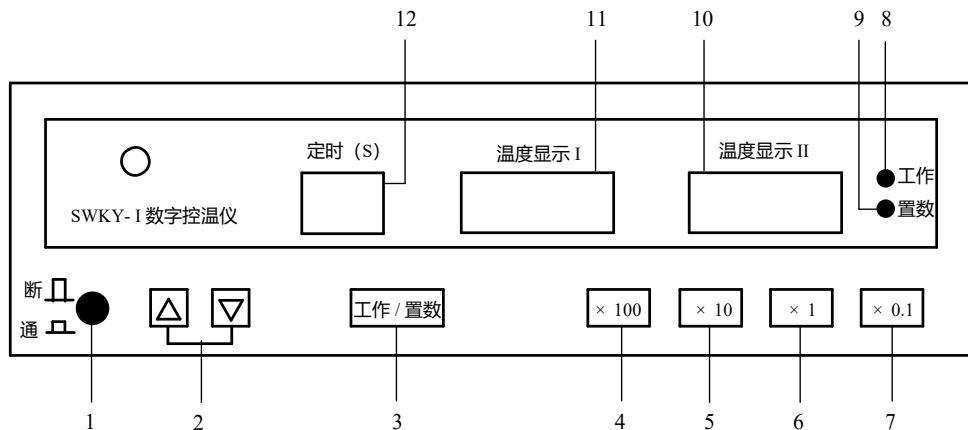 12 11 10 9 8
定时（S） 温度显示 I 温度显示 II
工作
SWKY- I 数字控温仪 置数
断
工作 / 置数 × 100 × 10 × 1 × 0.1
通
1 2 3 4 5 6 7